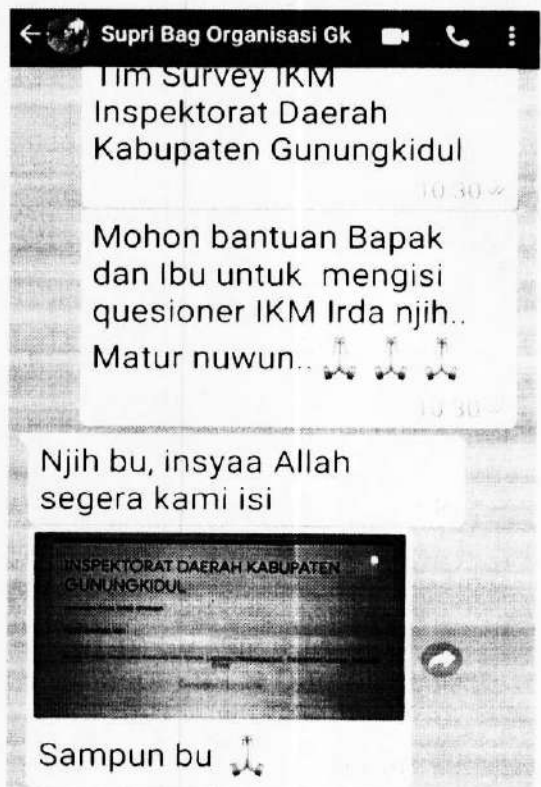 Supri Bag Organisasi Gk
Tim Survey IKM
Inspektorat Daerah
Kabupaten Gunungkidul
10.30
Mohon bantuan Bapak
dan Ibu untuk mengisi
quesioner IKM Irda njih..
Matur nuwun..
10.30
Njih bu, insyaa Allah
segera kami isi
INSPEKTORAT DAERAH KABUPATEN
GUNUNGKIDUL
Sampun bu